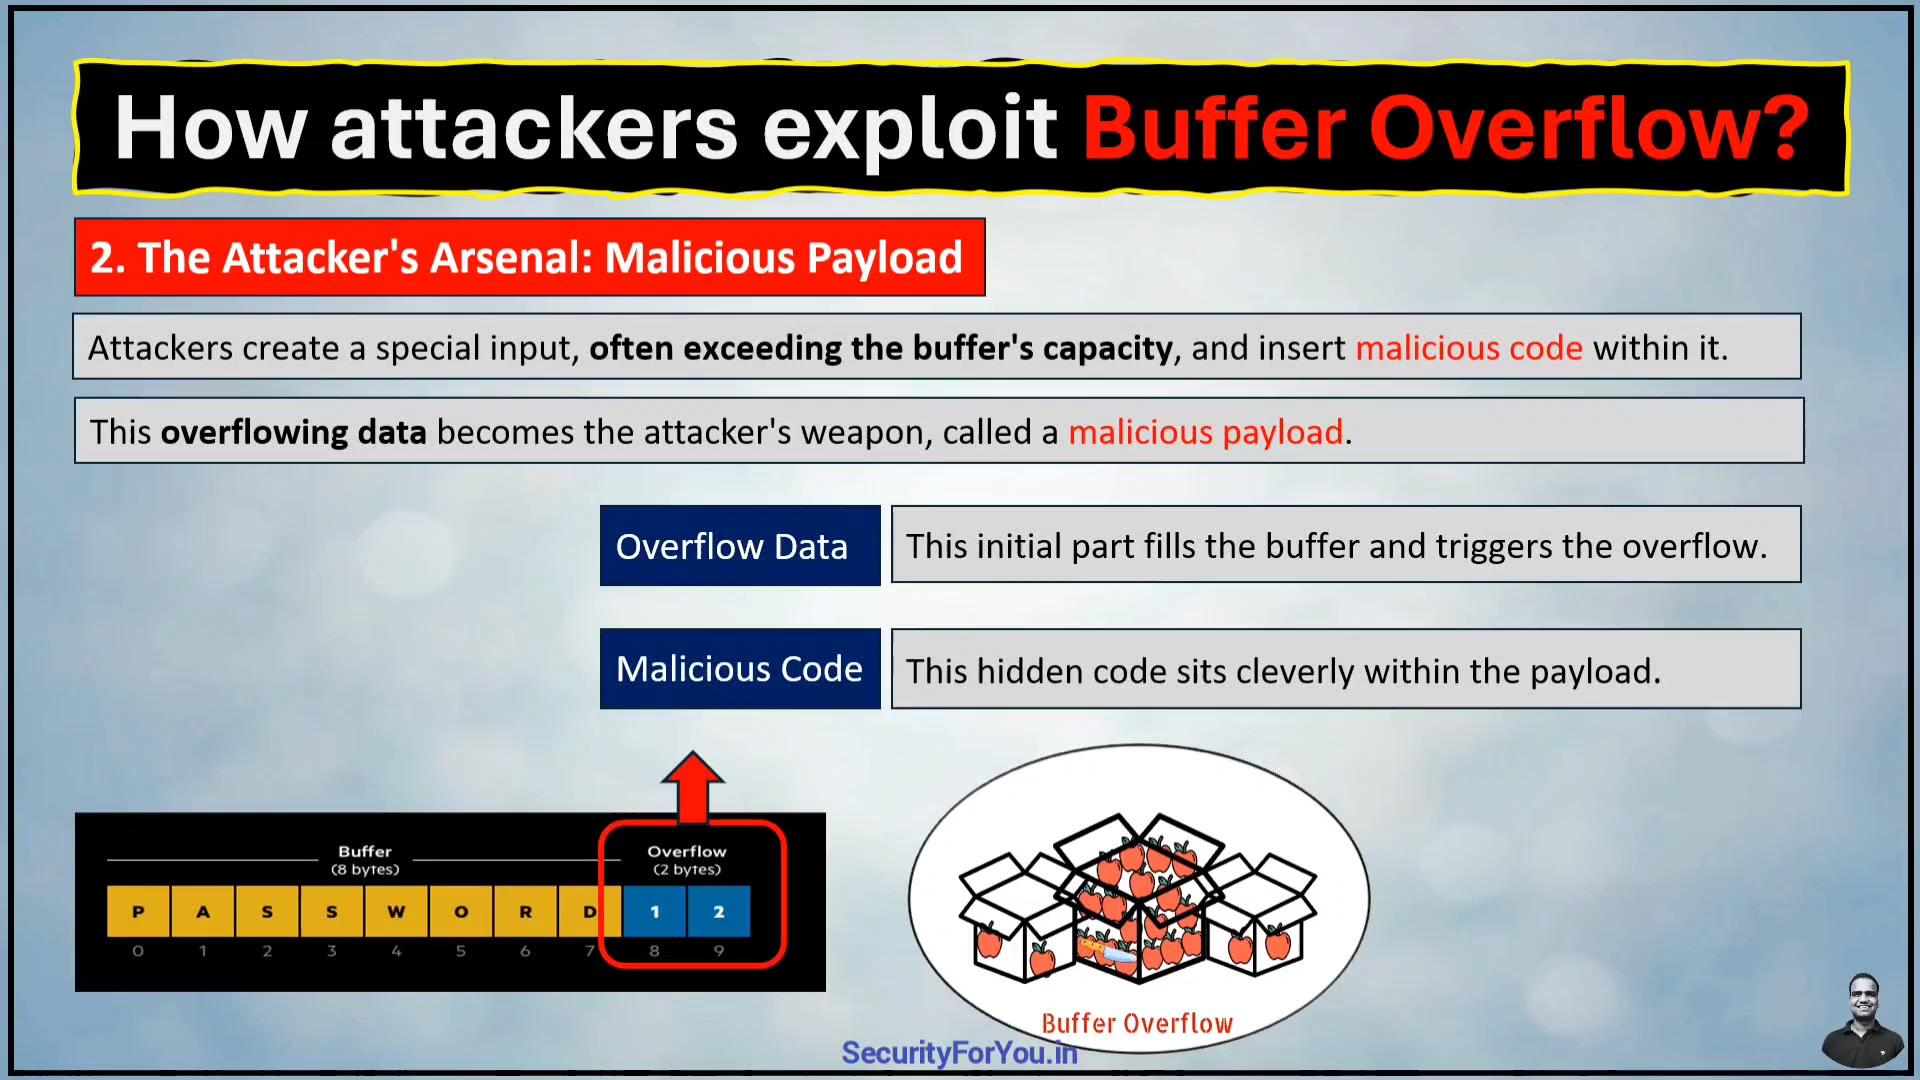 How attackers exploit Buffer Overflow?
2. The Attacker's Arsenal: Malicious Payload
Attackers create a special input, often exceeding the buffer's capacity, and insert malicious code within it.
This overflowing data becomes the attacker's weapon, called a malicious payload.
Overflow Data
This initial part fills the buffer and triggers the overflow.
Malicious Code
This hidden code sits cleverly within the payload.
Buffer
(8 bytes)
Overflow
(2 bytes)
P A S S W O R D 1 2
0 1 2 3 4 5 6 7 8 9
Buffer Overflow
SecurityForYou.in